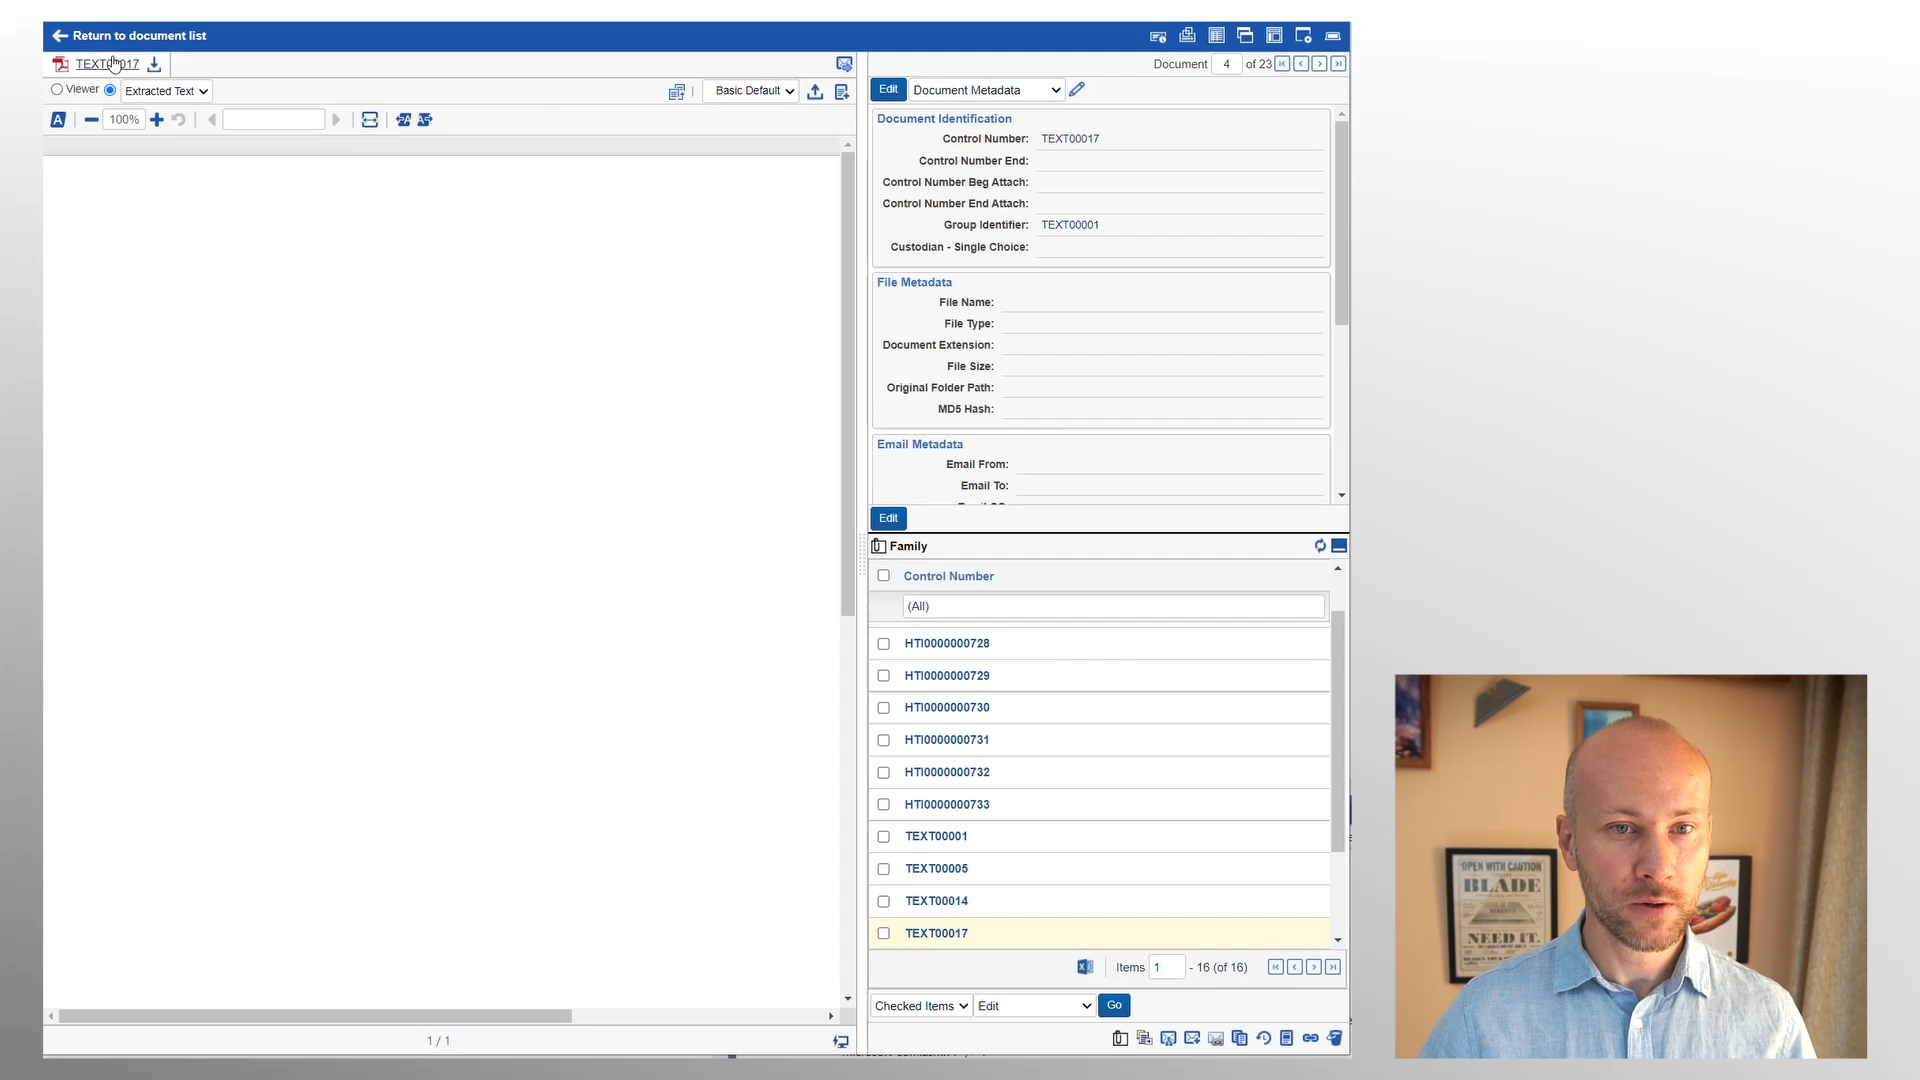 Return to document list
TEXT00017
Document 4 of 23
Viewer Extracted Text Basic Default
100%
Edit Document Metadata
Document Identification
Control Number: TEXT00017
Control Number End:
Control Number Beg Attach:
Control Number End Attach:
Group Identifier: TEXT00001
Custodian - Single Choice:
File Metadata
File Name:
File Type:
Document Extension:
File Size:
Original Folder Path:
MD5 Hash:
Email Metadata
Email From:
Email To:
Edit
Family
Control Number
(All)
HTI0000000728
HTI0000000729
HTI0000000730
HTI0000000731
HTI0000000732
HTI0000000733
TEXT00001
TEXT00005
TEXT00014
TEXT00017
Items 1 - 16 (of 16)
Checked Items Edit Go
1 / 1
OPEN WITH CAUTION
BLADE
NEED IT.